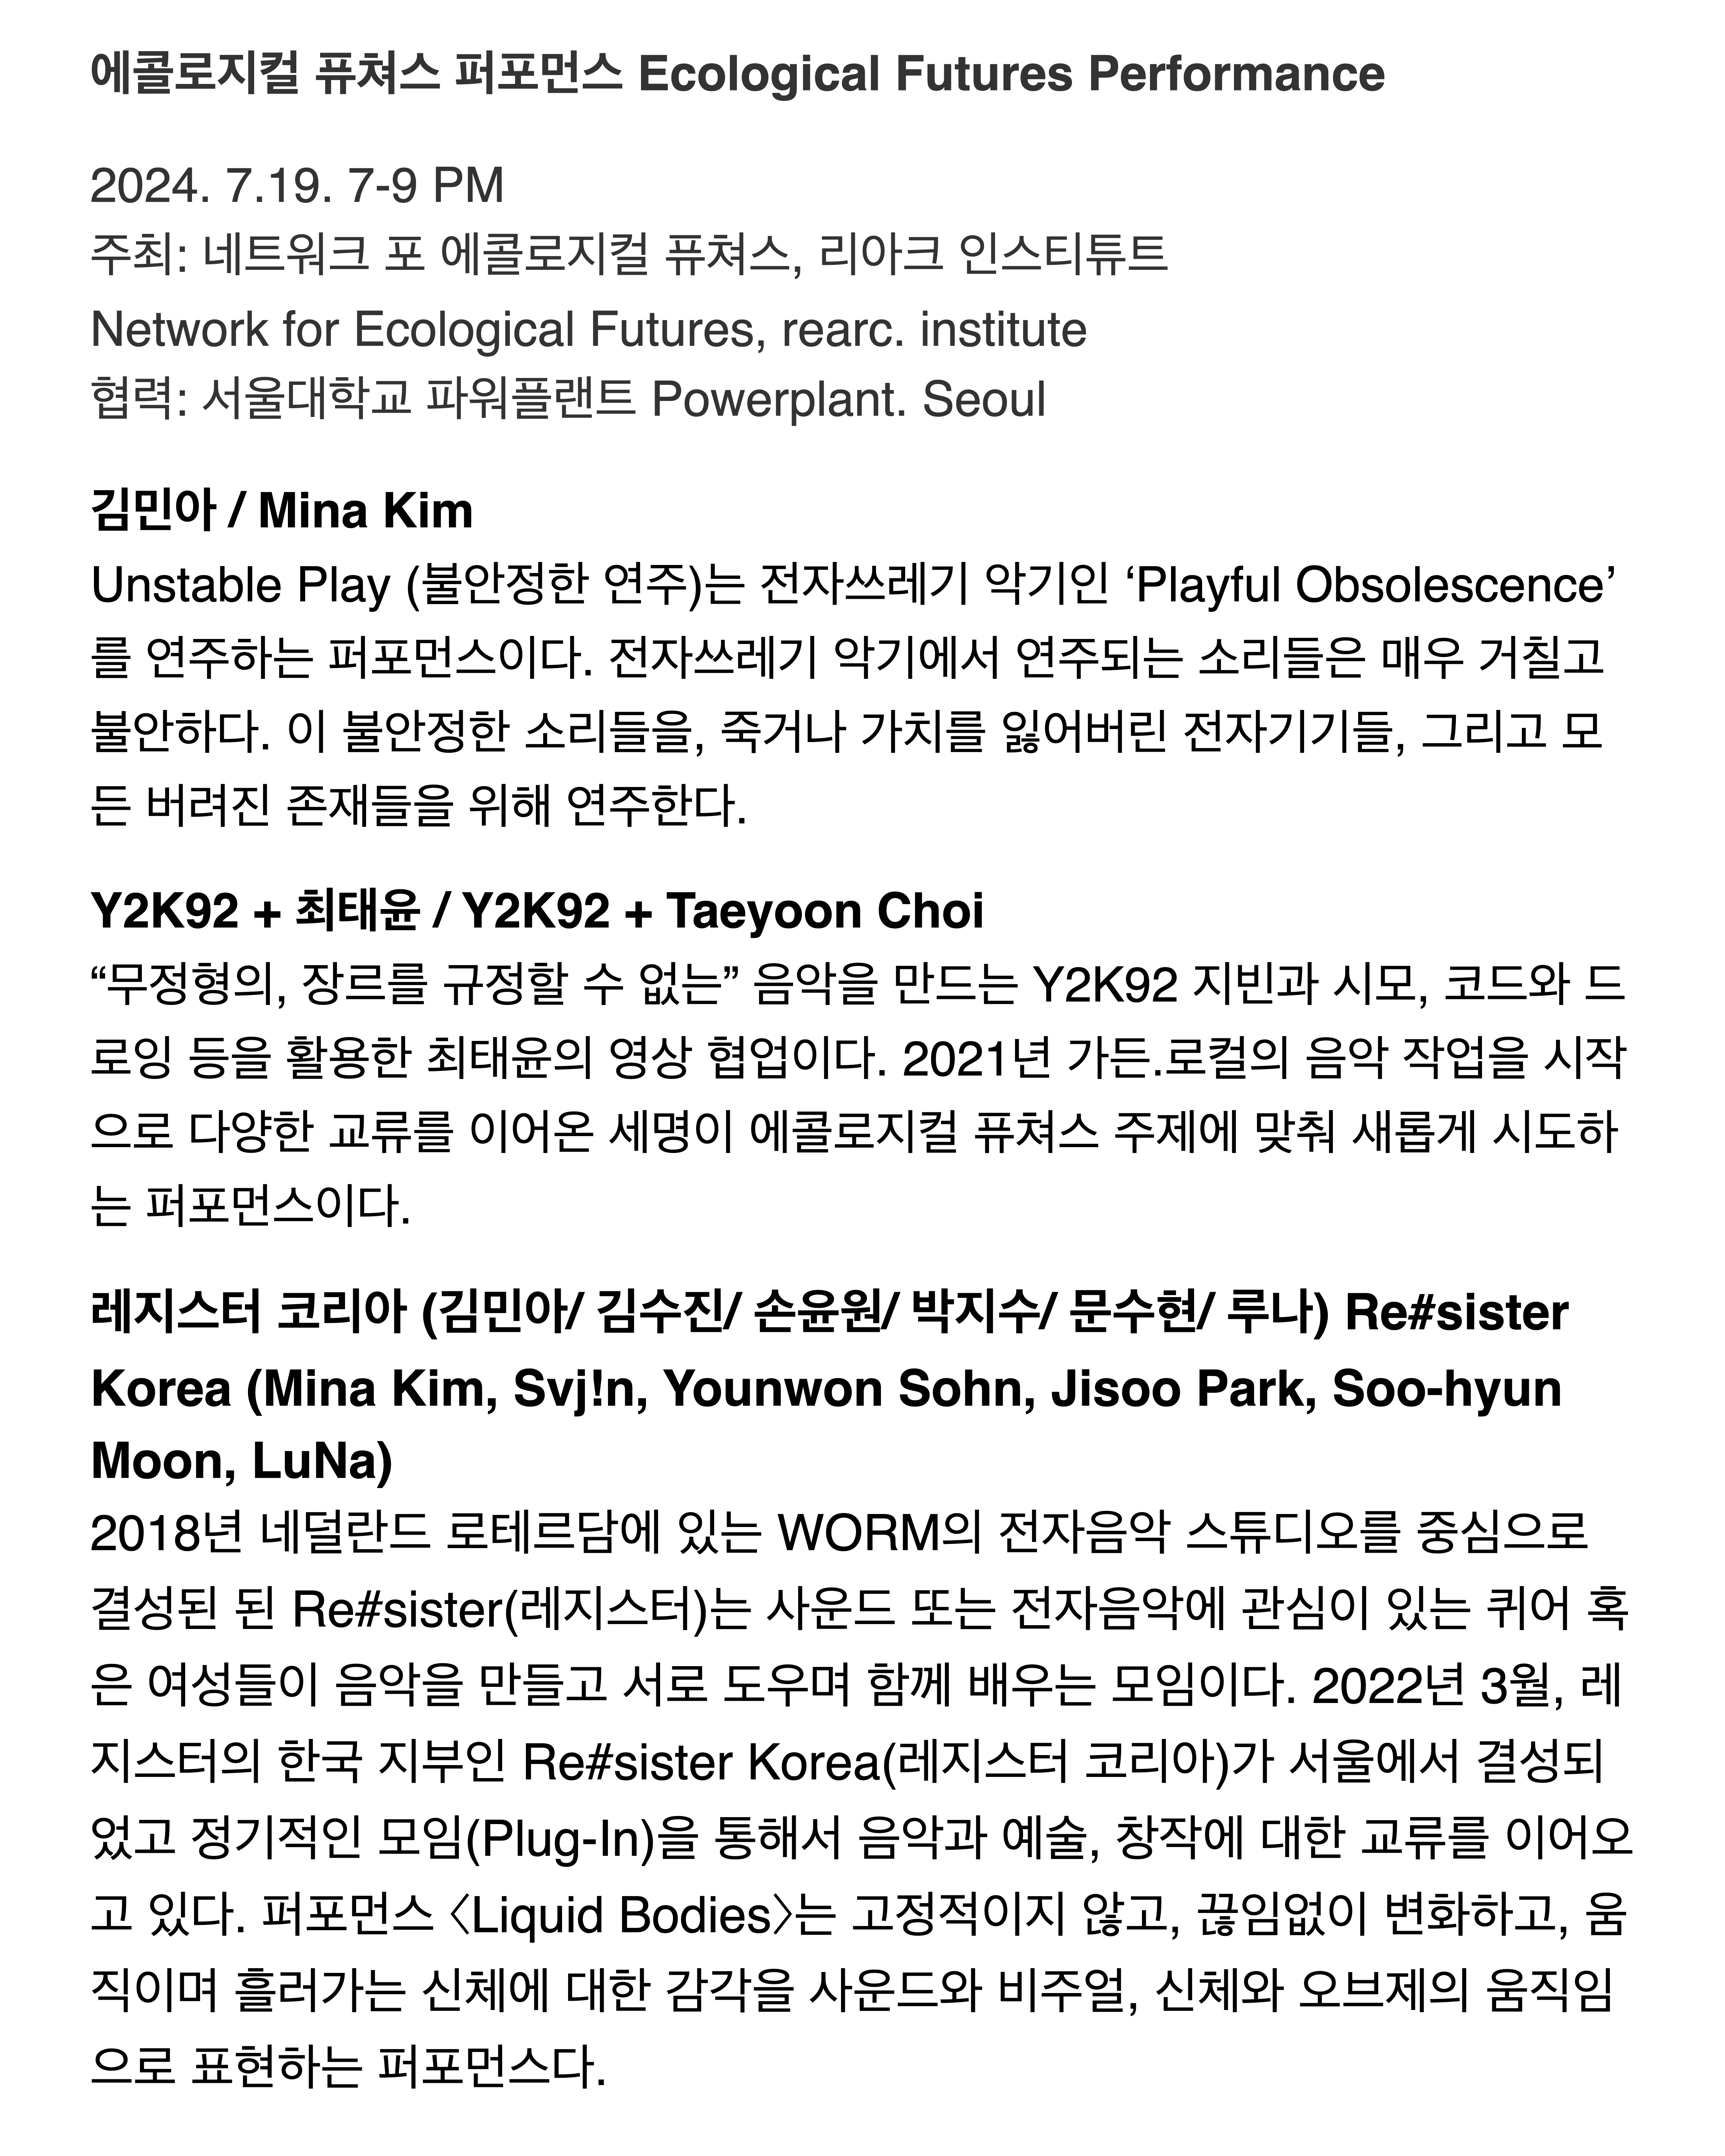 에콜로지컬 퓨쳐스 퍼포먼스 Ecological Futures Performance
2024. 7.19. 7-9 PM
주최: 네트워크 포 에콜로지컬 퓨쳐스, 리아크 인스티튜트
Network for Ecological Futures, rearc. institute
협력: 서울대학교 파워플랜트 Powerplant. Seoul
김민아 / Mina Kim
Unstable Play (불안정한 연주)는 전자쓰레기 악기인 ‘Playful Obsolescence’
를 연주하는 퍼포먼스이다. 전자쓰레기 악기에서 연주되는 소리들은 매우 거칠고
불안하다. 이 불안정한 소리들을, 죽거나 가치를 잃어버린 전자기기들, 그리고 모
든 버려진 존재들을 위해 연주한다.
Y2K92 + 최태윤 / Y2K92 + Taeyoon Choi
“무정형의, 장르를 규정할 수 없는” 음악을 만드는 Y2K92 지빈과 시모, 코드와 드
로잉 등을 활용한 최태윤의 영상 협업이다. 2021년 가든.로컬의 음악 작업을 시작
으로 다양한 교류를 이어온 세명이 에콜로지컬 퓨쳐스 주제에 맞춰 새롭게 시도하
는 퍼포먼스이다.
레지스터 코리아 (김민아/ 김수진/ 손윤원/ 박지수/ 문수현/ 루나) Re#sister
Korea (Mina Kim, Svj!n, Younwon Sohn, Jisoo Park, Soo-hyun
Moon, LuNa)
2018년 네덜란드 로테르담에 있는 WORM의 전자음악 스튜디오를 중심으로
결성된 된 Re#sister(레지스터)는 사운드 또는 전자음악에 관심이 있는 퀴어 혹
은 여성들이 음악을 만들고 서로 도우며 함께 배우는 모임이다. 2022년 3월, 레
지스터의 한국 지부인 Re#sister Korea(레지스터 코리아)가 서울에서 결성되
었고 정기적인 모임(Plug-In)을 통해서 음악과 예술, 창작에 대한 교류를 이어오
고 있다. 퍼포먼스 〈Liquid Bodies〉는 고정적이지 않고, 끊임없이 변화하고, 움
직이며 흘러가는 신체에 대한 감각을 사운드와 비주얼, 신체와 오브제의 움직임
으로 표현하는 퍼포먼스다.